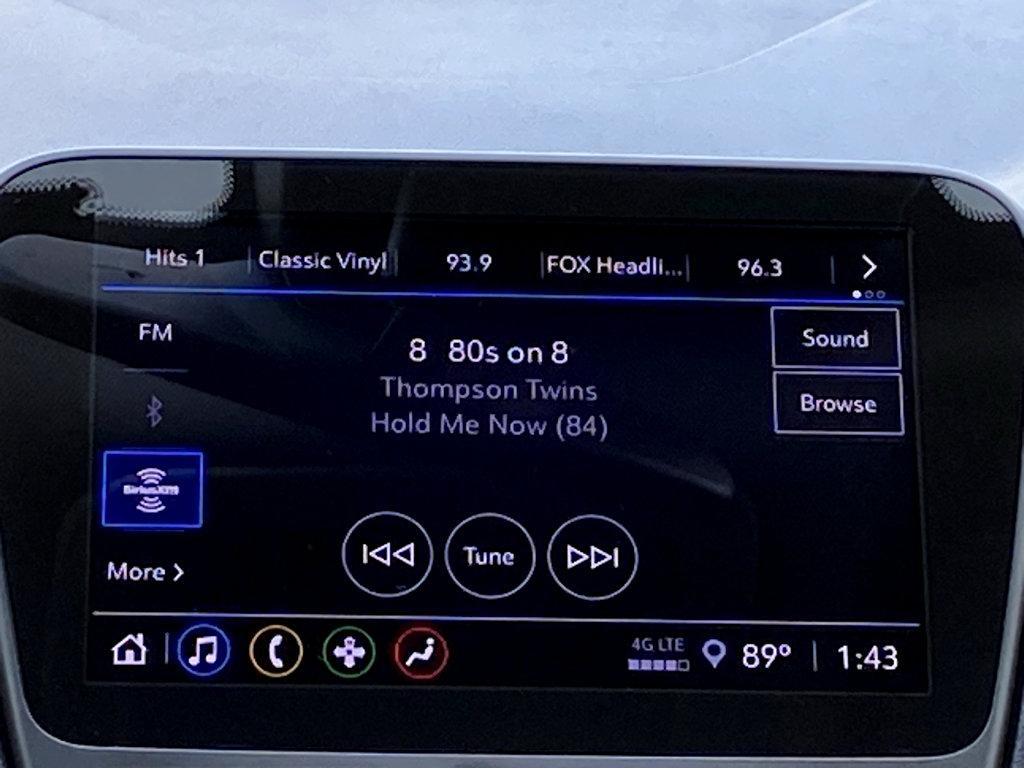 Hits 1
Classic Vinyl
93.9
FOX Headli...
96.3
FM
8 80s on 8
Thompson Twins
Hold Me Now (84)
Sound
Browse
SiriusXM
More
Tune
4G LTE
89°
1:43